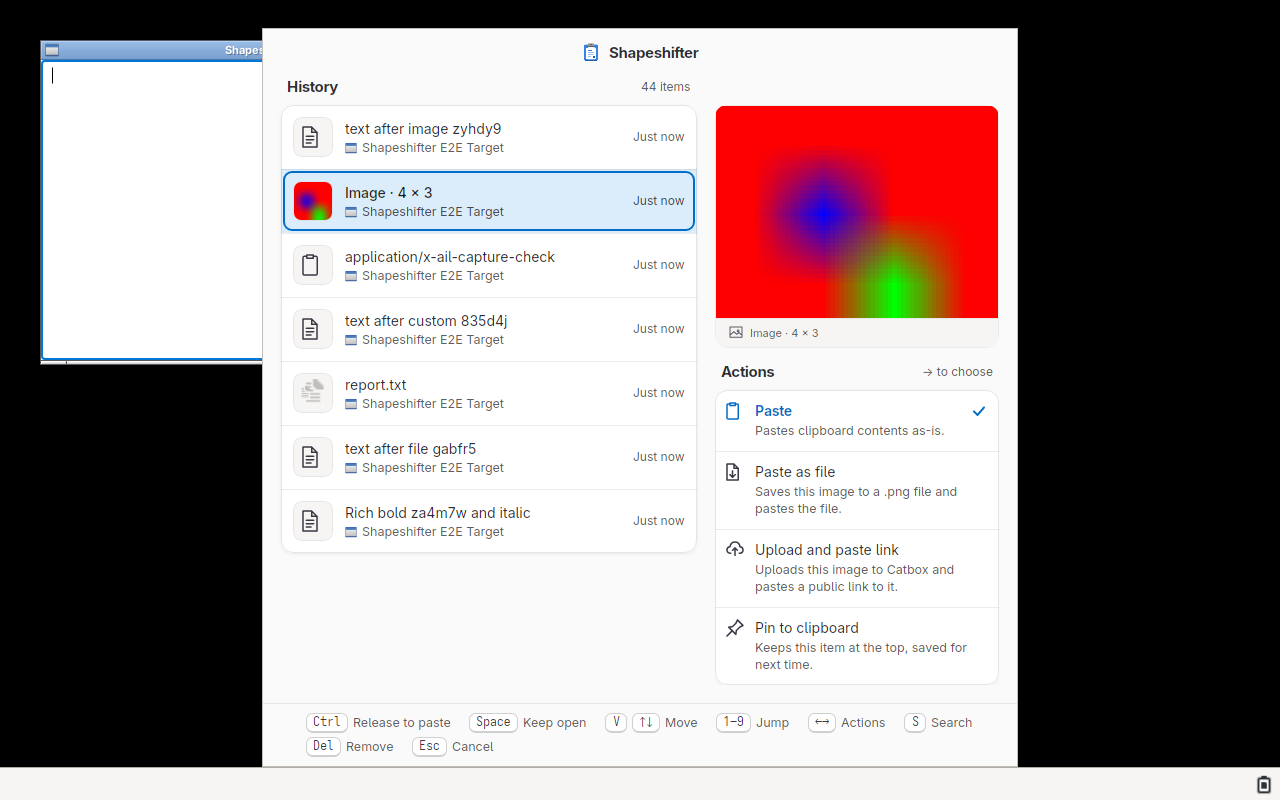 Shapes
Shapeshifter
History
44 items
text after image zyhdy9
Shapeshifter E2E Target
Just now
Image · 4 × 3
Shapeshifter E2E Target
Just now
application/x-ail-capture-check
Shapeshifter E2E Target
Just now
text after custom 835d4j
Shapeshifter E2E Target
Just now
report.txt
Shapeshifter E2E Target
Just now
text after file gabfr5
Shapeshifter E2E Target
Just now
Rich bold za4m7w and italic
Shapeshifter E2E Target
Just now
Image · 4 × 3
Actions
→ to choose
Paste
Pastes clipboard contents as-is.
Paste as file
Saves this image to a .png file and
pastes the file.
Upload and paste link
Uploads this image to Catbox and
pastes a public link to it.
Pin to clipboard
Keeps this item at the top, saved for
next time.
Ctrl Release to paste Space Keep open V ↑↓ Move 1–9 Jump ↔ Actions S Search
Del Remove Esc Cancel